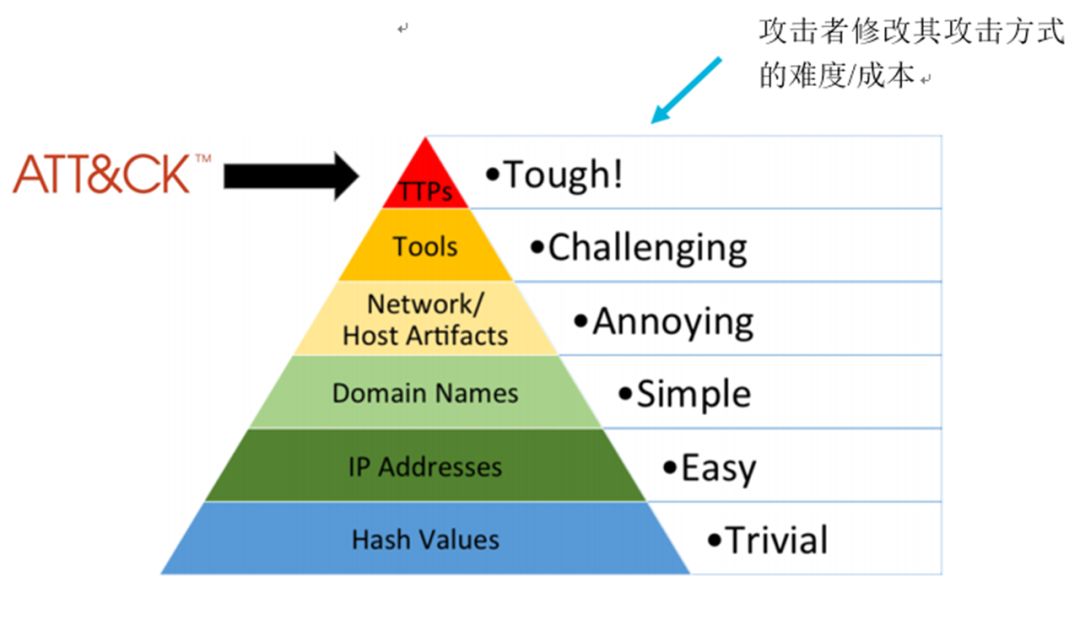 攻击者修改其攻击方式
的难度/成本
ATT&CK™
TTPs
•Tough!
Tools
•Challenging
Network/
Host Artifacts
•Annoying
Domain Names
•Simple
IP Addresses
•Easy
Hash Values
•Trivial